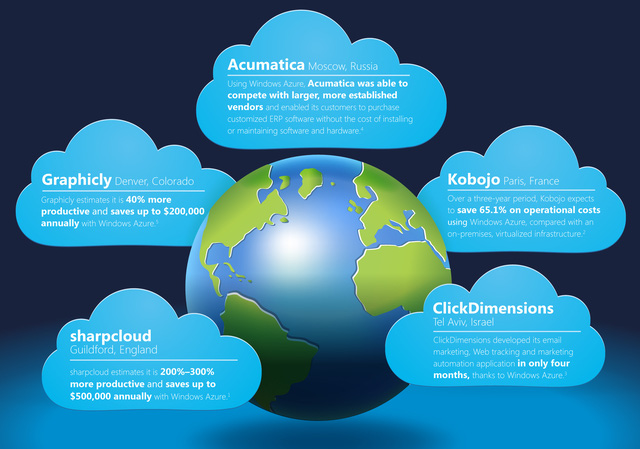 Acumatica Moscow, Russia
Using Windows Azure, Acumatica was able to
compete with larger, more established
vendors and enabled its customers to purchase
customized ERP software without the cost of installing
or maintaining software and hardware.⁴
Graphicly Denver, Colorado
Graphicly estimates it is 40% more
productive and saves up to $200,000
annually with Windows Azure.
Kobojo Paris, France
Over a three-year period, Kobojo expects
to save 65.1% on operational costs
using Windows Azure, compared with an
on-premises, virtualized infrastructure.²
ClickDimensions
Tel Aviv, Israel
ClickDimensions developed its email
marketing, Web tracking and marketing
automation application in only four
months, thanks to Windows Azure.
sharpcloud
Guildford, England
sharpcloud estimates it is 200%–300%
more productive and saves up to
$500,000 annually with Windows Azure.